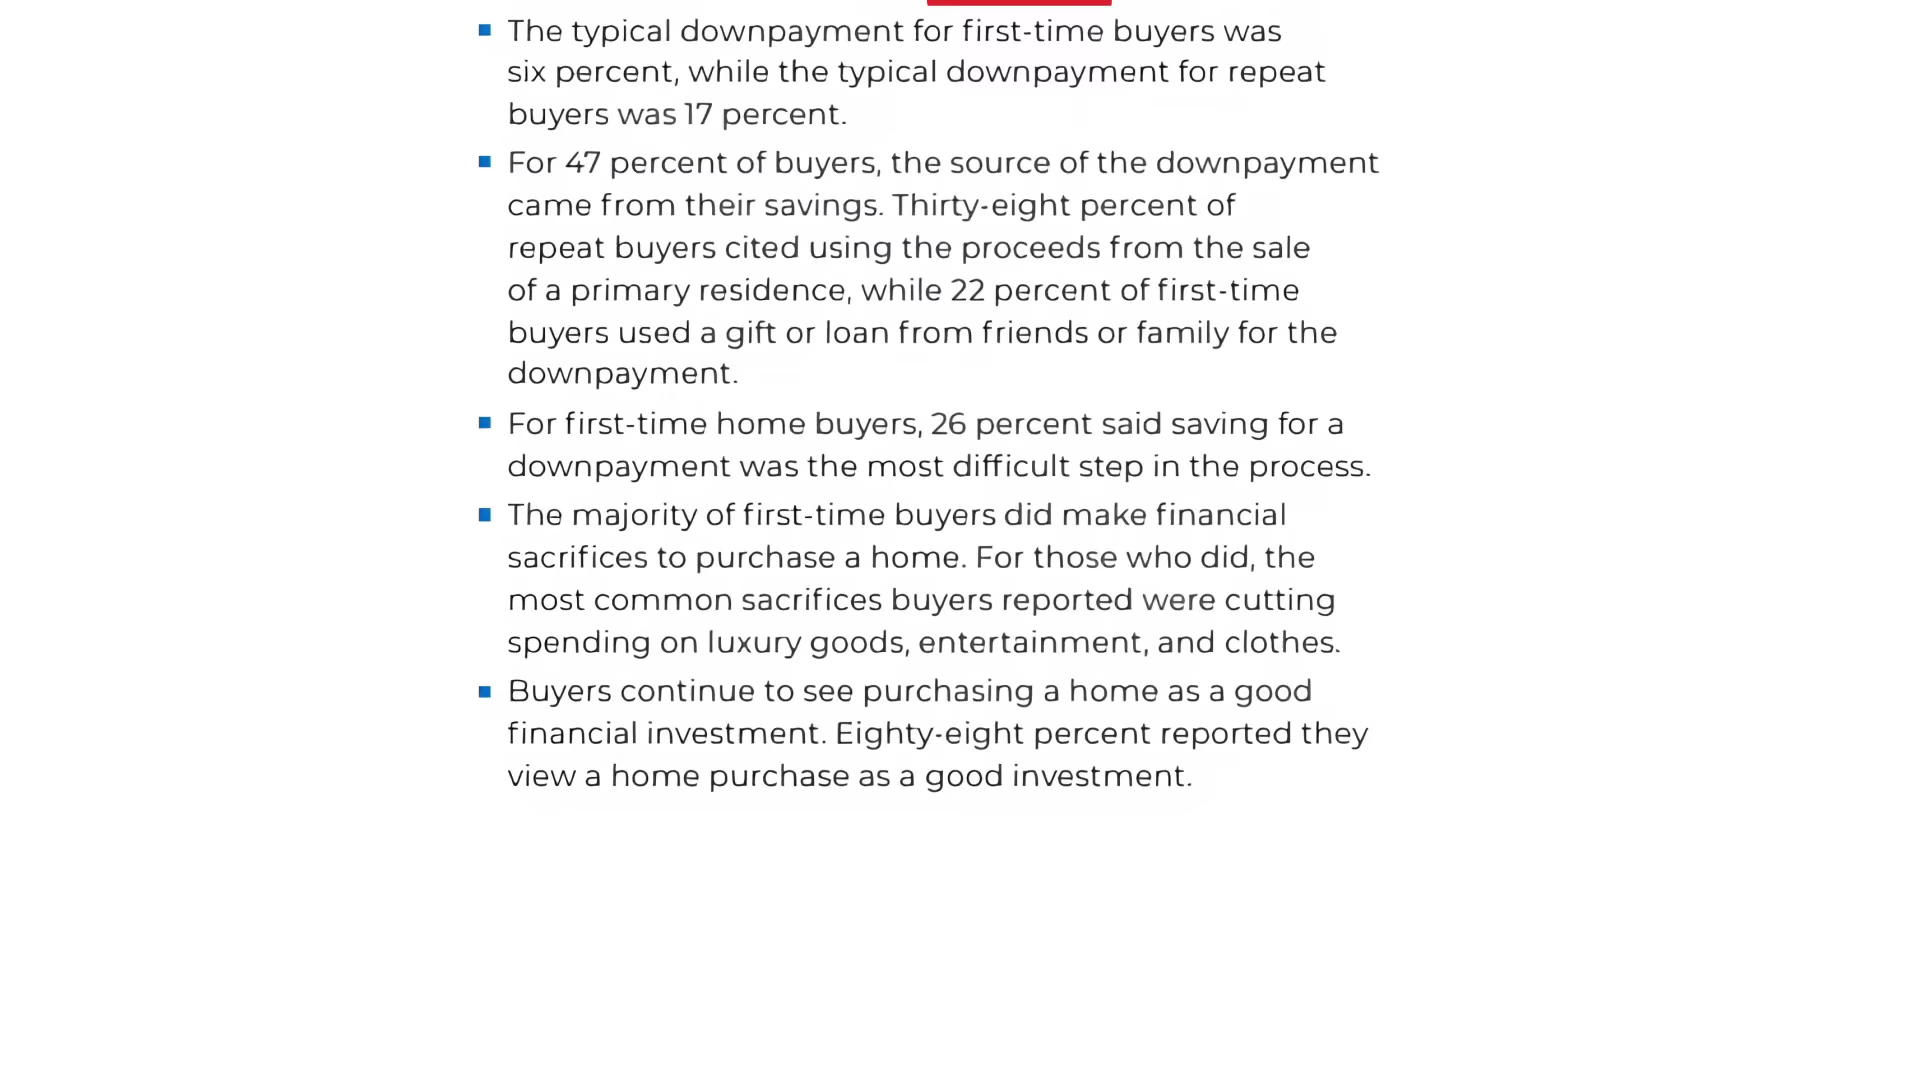 The typical downpayment for first-time buyers was
six percent, while the typical downpayment for repeat
buyers was 17 percent.
For 47 percent of buyers, the source of the downpayment
came from their savings. Thirty-eight percent of
repeat buyers cited using the proceeds from the sale
of a primary residence, while 22 percent of first-time
buyers used a gift or loan from friends or family for the
downpayment.
For first-time home buyers, 26 percent said saving for a
downpayment was the most difficult step in the process.
The majority of first-time buyers did make financial
sacrifices to purchase a home. For those who did, the
most common sacrifices buyers reported were cutting
spending on luxury goods, entertainment, and clothes.
Buyers continue to see purchasing a home as a good
financial investment. Eighty-eight percent reported they
view a home purchase as a good investment.